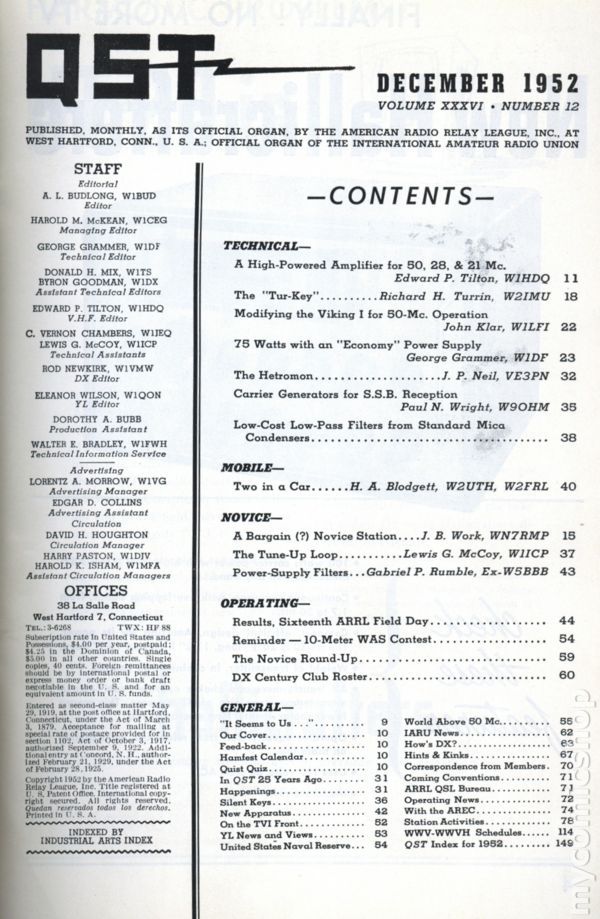 QST
DECEMBER 1952
VOLUME XXXVI • NUMBER 12
PUBLISHED, MONTHLY, AS ITS OFFICIAL ORGAN, BY THE AMERICAN RADIO RELAY LEAGUE, INC., AT
WEST HARTFORD, CONN., U. S. A.; OFFICIAL ORGAN OF THE INTERNATIONAL AMATEUR RADIO UNION
STAFF
Editorial
A. L. BUDLONG, W1BUD
Editor
HAROLD M. McKEAN, W1CEG
Managing Editor
GEORGE GRAMMER, W1DF
Technical Editor
DONALD H. MIX, W1TS
BYRON GOODMAN, W1DX
Assistant Technical Editors
EDWARD P. TILTON, W1HDQ
V.H.F. Editor
C. VERNON CHAMBERS, W1JEQ
LEWIS G. McCOY, W1ICP
Technical Assistants
ROD NEWKIRK, W1VMW
DX Editor
ELEANOR WILSON, W1QON
YL Editor
DOROTHY A. BUBB
Production Assistant
WALTER E. BRADLEY, W1FWH
Technical Information Service
Advertising
LORENTZ A. MORROW, W1VG
Advertising Manager
EDGAR D. COLLINS
Advertising Assistant
Circulation
DAVID H. HOUGHTON
Circulation Manager
HARRY PASTON, W1DJV
HAROLD K. ISHAM, W1MFA
Assistant Circulation Managers
OFFICES
38 La Salle Road
West Hartford 7, Connecticut
TEL.: 3-6268 TWX: HF 88
Subscription rate in United States and
Possessions, $4.00 per year, postpaid;
$4.25 in the Dominion of Canada,
$5.00 in all other countries. Single
copies, 40 cents. Foreign remittances
should be by international postal or
express money order or bank draft
negotiable in the U. S. and for an
equivalent amount in U. S. funds.
Entered as second-class matter May
29, 1919, at the post office at Hartford,
Connecticut, under the Act of March
3, 1879. Acceptance for mailing at
special rate of postage provided for in
section 1102, Act of October 3, 1917,
authorized September 9, 1922. Addi-
tional entry at Concord, N. H., author-
ized February 21, 1929, under the Act
of February 28, 1925.
Copyright 1952 by the American Radio
Relay League, Inc. Title registered at
U. S. Patent Office. International copy-
right secured. All rights reserved.
Quedan reservados todos los derechos.
Printed in U. S. A.
INDEXED BY
INDUSTRIAL ARTS INDEX
—CONTENTS—
TECHNICAL—
A High-Powered Amplifier for 50, 28, & 21 Mc.
Edward P. Tilton, W1HDQ 11
The "Tur-Key"..........Richard H. Turrin, W2IMU 18
Modifying the Viking I for 50-Mc. Operation
John Klar, W1LFI 22
75 Watts with an "Economy" Power Supply
George Grammer, W1DF 23
The Hetromon......................J. P. Neil, VE3PN 32
Carrier Generators for S.S.B. Reception
Paul N. Wright, W9OHM 35
Low-Cost Low-Pass Filters from Standard Mica
Condensers...................................... 38
MOBILE—
Two in a Car......H. A. Blodgett, W2UTH, W2FRL 40
NOVICE—
A Bargain (?) Novice Station....J. B. Work, WN7RMP 15
The Tune-Up Loop..........Lewis G. McCoy, W1ICP 37
Power-Supply Filters...Gabriel P. Rumble, Ex-W5BBB 43
OPERATING—
Results, Sixteenth ARRL Field Day................ 44
Reminder — 10-Meter WAS Contest................ 54
The Novice Round-Up............................ 59
DX Century Club Roster.......................... 60
GENERAL—
"It Seems to Us . . ."........... 9
Our Cover..................... 10
Feed-back..................... 10
Hamfest Calendar.............. 10
Quist Quiz..................... 10
In QST 25 Years Ago........... 31
Happenings.................... 31
Silent Keys.................... 36
New Apparatus................. 42
On the TVI Front............... 52
YL News and Views............. 53
United States Naval Reserve... 54
World Above 50 Mc............. 55
IARU News.................... 62
How's DX?.................... 63
Hints & Kinks.................. 67
Correspondence from Members. 70
Coming Conventions........... 71
ARRL QSL Bureau.............. 71
Operating News............... 72
With the AREC................. 74
Station Activities............... 78
WWV-WWVH Schedules....... 114
QST Index for 1952............ 149
mycomicshop